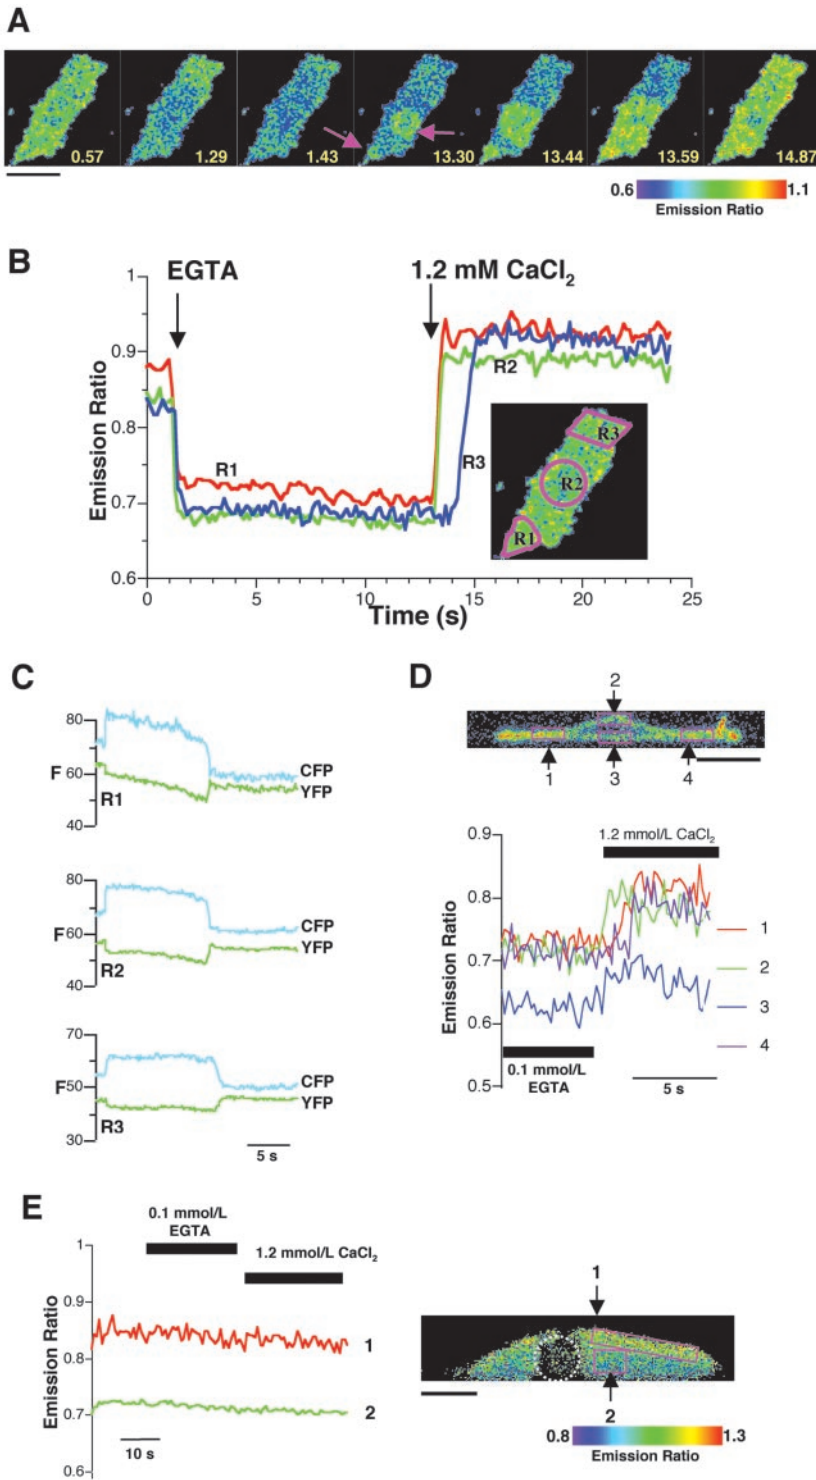 A
0.57 1.29 1.43 13.30 13.44 13.59 14.87
0.6 1.1
Emission Ratio
B
EGTA 1.2 mM CaCl2
1
0.9
0.8
0.7
0.6
Emission Ratio
R1
R2
R3
R3
R2
R1
0 5 10 15 20 25
Time (s)
C
80
F 60
40
R1
CFP
YFP
80
F 60
40
R2
CFP
YFP
70
F 50
30
R3
CFP
YFP
5 s
D
2
1 3 4
1.2 mmol/L CaCl2
0.9
0.8
0.7
0.6
0.5
Emission Ratio
1
2
3
4
0.1 mmol/L
EGTA
5 s
E
0.1 mmol/L
EGTA
1.2 mmol/L CaCl2
1
0.9
0.8
0.7
0.6
Emission Ratio
1
2
10 s
1
2
0.8 1.3
Emission Ratio